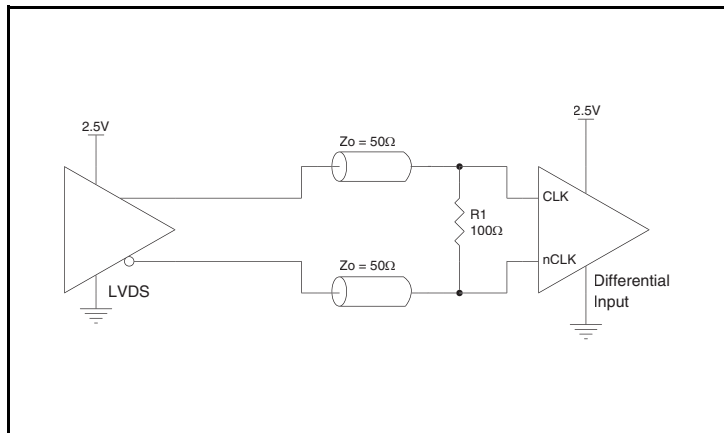 2.5V
2.5V
Zo = 50Ω
CLK
R1
100Ω
Zo = 50Ω
nCLK
LVDS
Differential
Input